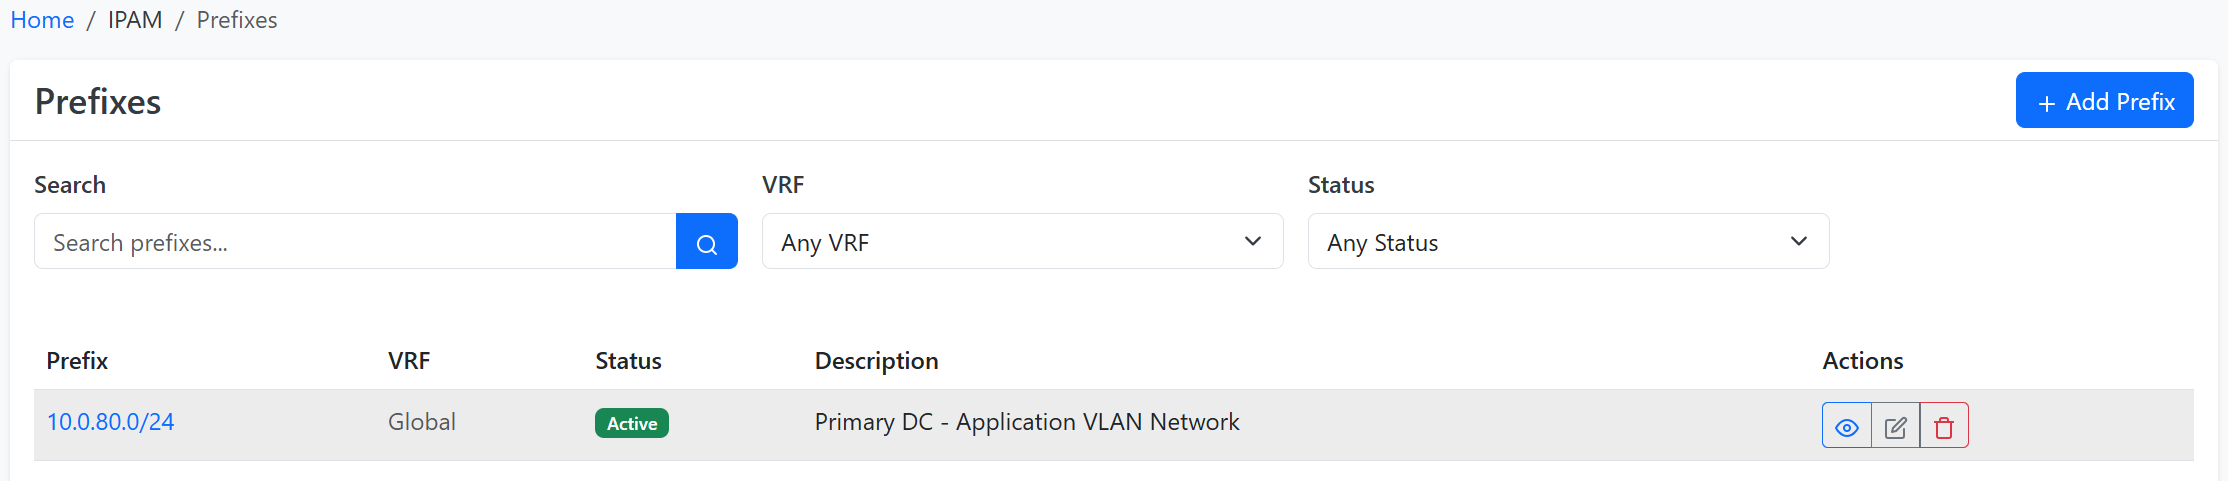 Home / IPAM / Prefixes
Prefixes
+ Add Prefix
Search
VRF
Status
Search prefixes...
Any VRF
Any Status
Prefix VRF Status Description Actions
10.0.80.0/24 Global Active Primary DC - Application VLAN Network